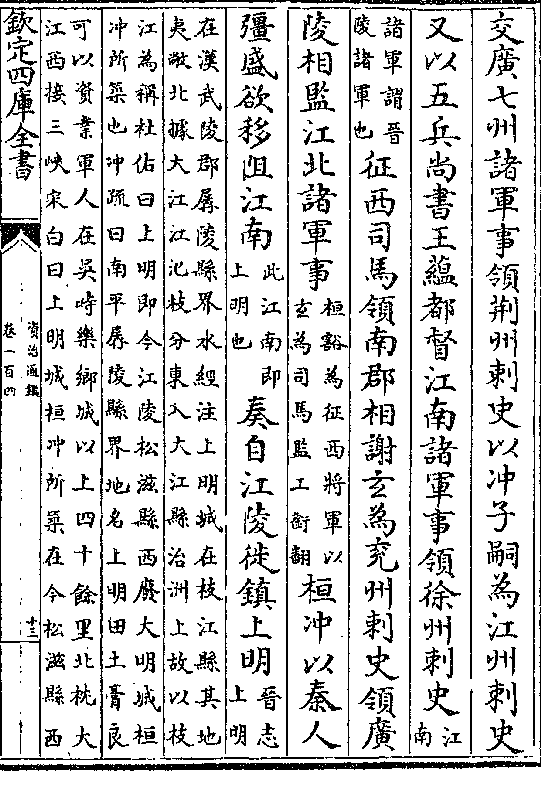 交廣七州諸軍事領荆州刺史以沖子嗣為江州刺史
又以五兵尚書王藴都督江南諸軍事領徐州刺史江
南
諸軍謂晉
陵諸軍也
征西司馬領南郡相謝玄為兖州刺史領廣
陵相監江北諸軍事桓豁為征西將軍以
玄為司馬監工銜翻
桓冲以秦人
彊盛欲移阻江南此江南即
上明也
奏自江陵徙鎮上明晉志
上明
在漢武陵郡孱陵縣界水經注上明城在枝江縣其地
夷敞北據大江江汜枝分東入大江縣治洲上故以枝
江為稱杜佑曰上明即今江陵松滋縣西廢大明城桓
冲所築也冲疏曰南平孱陵縣界地名上明田土膏良
可以資業軍人在吳時樂鄉城以上四十餘里北枕大
江西接三峽宋白曰上明城桓冲所築在今松滋縣西
欽定四庫全書
資治通鑑
卷一百四
十三